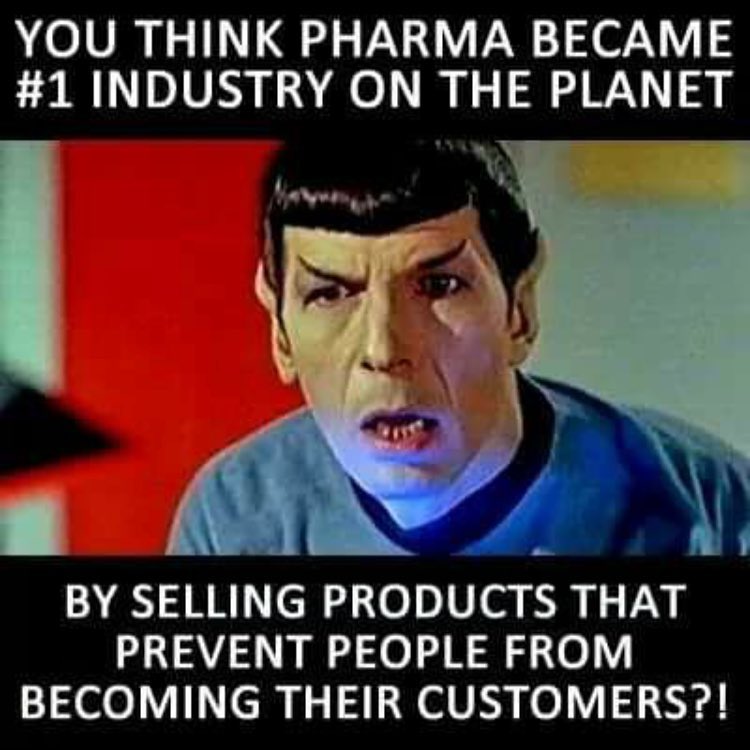 YOU THINK PHARMA BECAME
#1 INDUSTRY ON THE PLANET
BY SELLING PRODUCTS THAT
PREVENT PEOPLE FROM
BECOMING THEIR CUSTOMERS?!